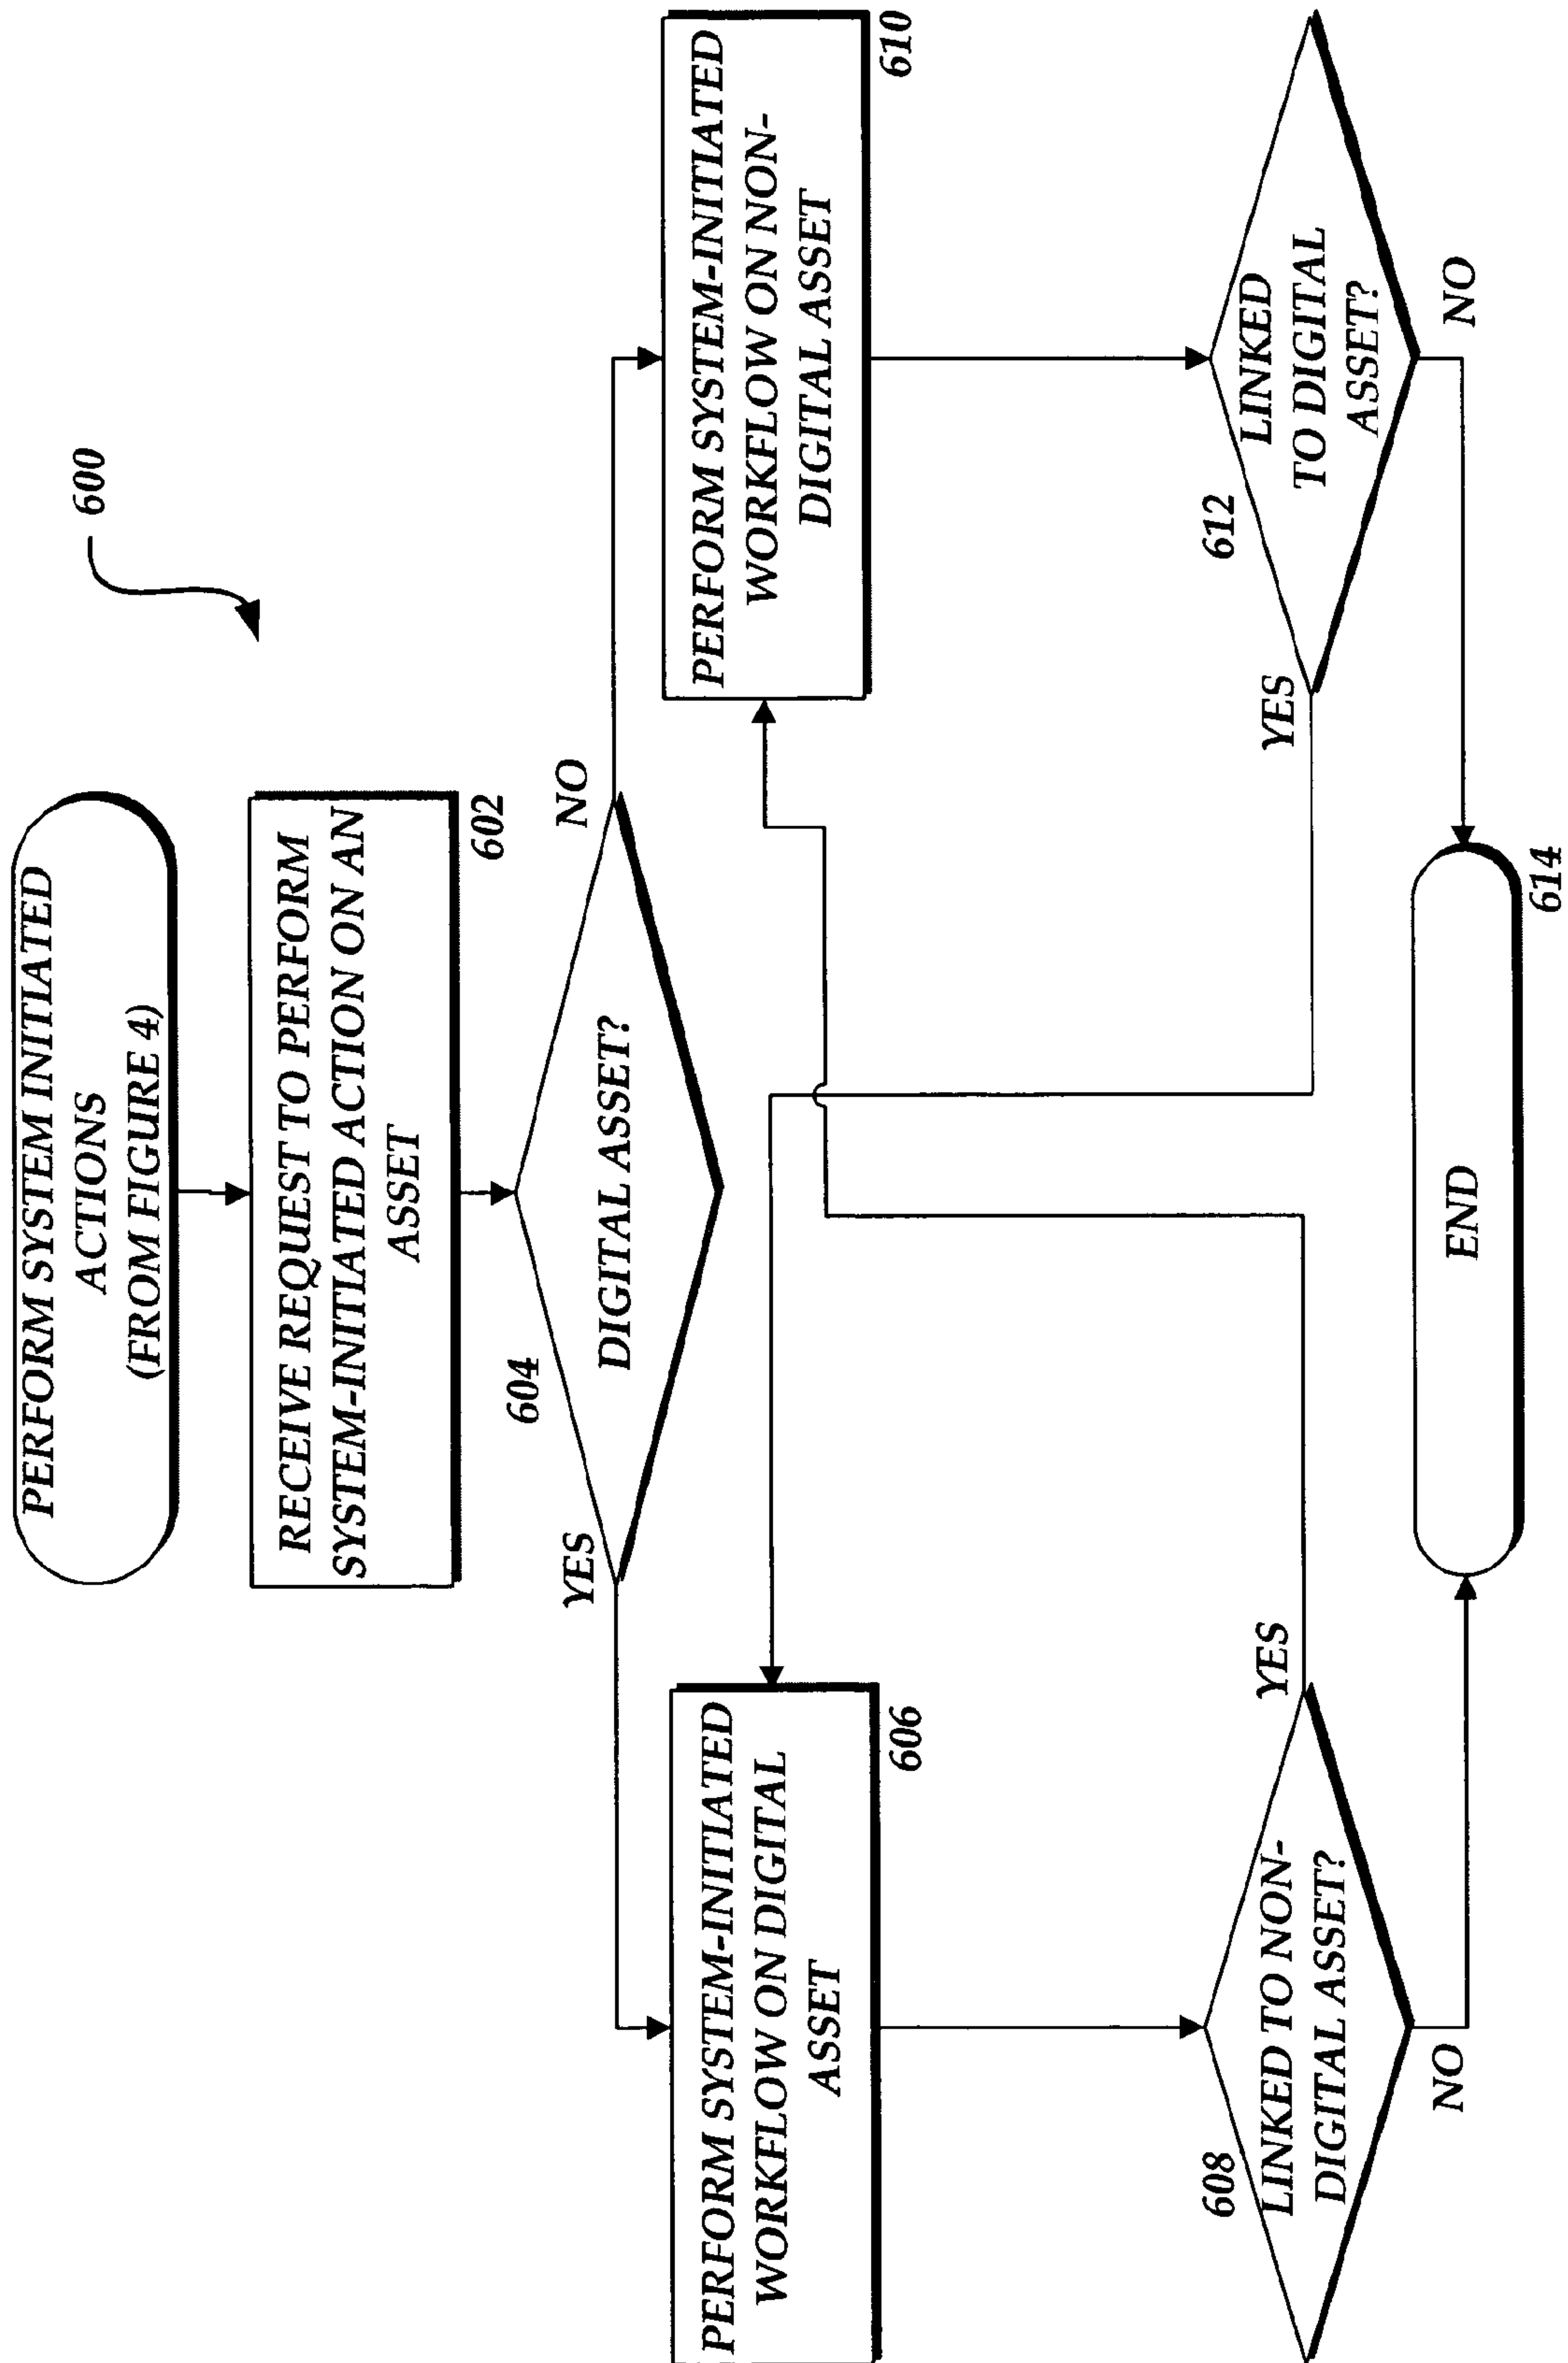 600
PERFORM SYSTEM INITIATED
ACTIONS
(FROM FIGURE 4)
RECEIVE REQUEST TO PERFORM
SYSTEM-INITIATED ACTION ON AN
ASSET
602
604
DIGITAL ASSET?
YES
NO
PERFORM SYSTEM-INITIATED
WORKFLOW ON DIGITAL
ASSET
606
PERFORM SYSTEM-INITIATED
WORKFLOW ON NON-
DIGITAL ASSET
610
608
LINKED TO NON-
DIGITAL ASSET?
YES
NO
612
LINKED
TO DIGITAL
ASSET?
YES
NO
END
614